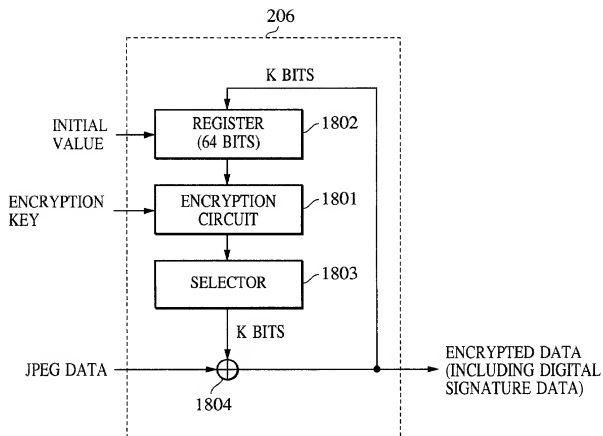 206
K BITS
INITIAL
VALUE
REGISTER
(64 BITS)
1802
ENCRYPTION
KEY
ENCRYPTION
CIRCUIT
1801
SELECTOR
1803
K BITS
JPEG DATA
1804
ENCRYPTED DATA
(INCLUDING DIGITAL
SIGNATURE DATA)